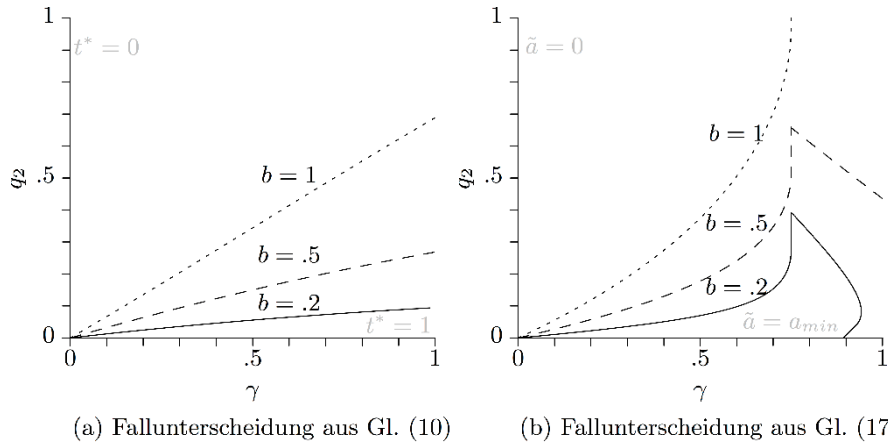 1
t* = 0
q2
.5
b = 1
b = .5
b = .2
t* = 1
0
0
.5
1
γ
(a) Fallunterscheidung aus Gl. (10)
1
ã = 0
q2
.5
b = 1
b = .5
b = .2
ã = amin
0
0
.5
1
γ
(b) Fallunterscheidung aus Gl. (17